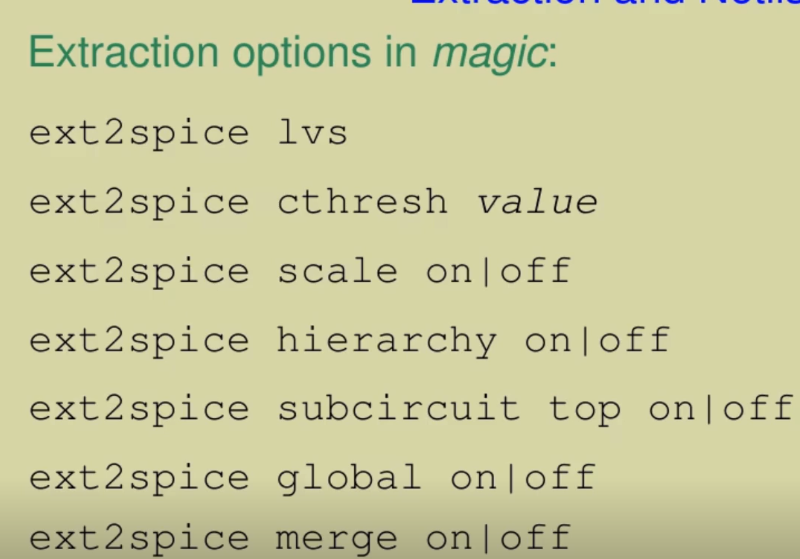 Extraction and Netlis
Extraction options in magic:
ext2spice lvs
ext2spice cthresh value
ext2spice scale on|off
ext2spice hierarchy on|off
ext2spice subcircuit top on|off
ext2spice global on|off
ext2spice merge on|off